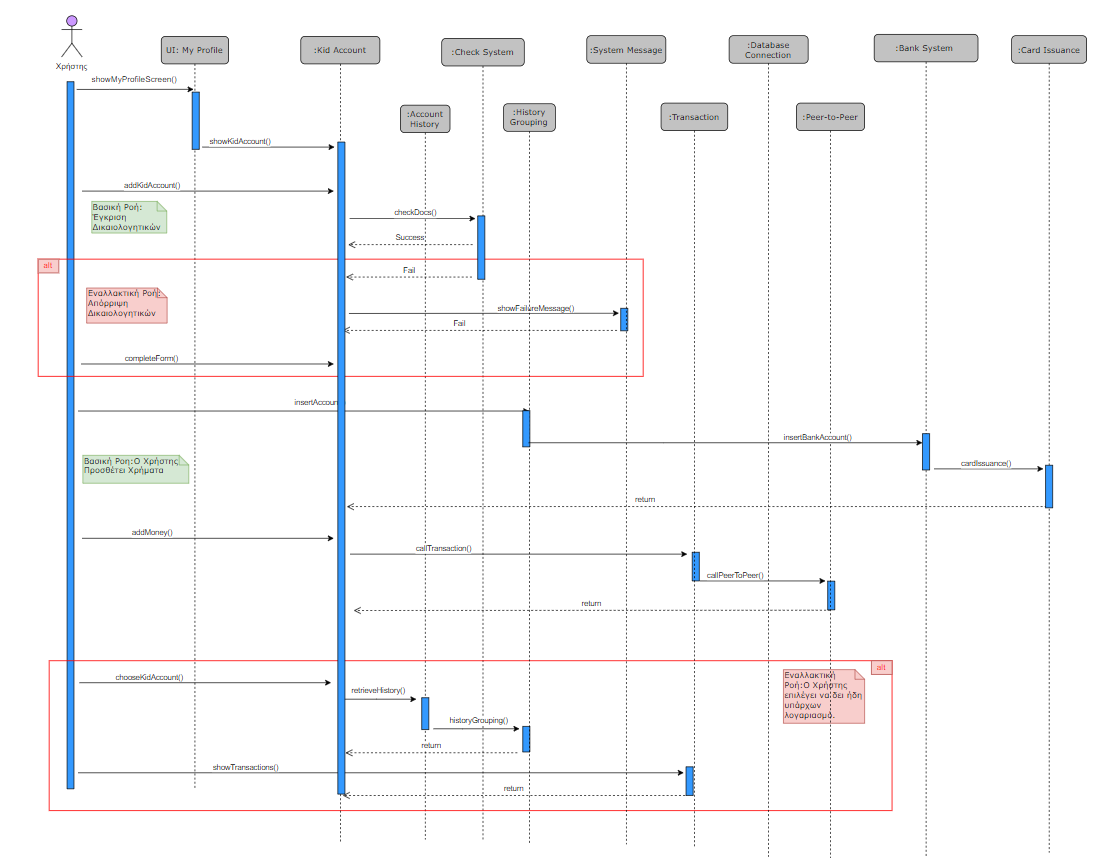 Χρήστης
UI: My Profile
:Kid Account
:Check System
:System Message
:Database
Connection
:Bank System
:Card Issuance
:Account
History
:History
Grouping
:Transaction
:Peer-to-Peer
showMyProfileScreen()
showKidAccount()
addKidAccount()
Βασική Ροή:
Έγκριση
Δικαιολογητικών
checkDocs()
Success
alt
Fail
Εναλλακτική Ροή:
Απόρριψη
Δικαιολογητικών
showFailureMessage()
Fail
completeForm()
insertAccoun
insertBankAccount()
Βασική Ροη:Ο Χρήστης
Προσθέτει Χρήματα
cardIssuance()
return
addMoney()
callTransaction()
callPeerToPeer()
return
alt
Εναλλακτική
Ροή:Ο Χρήστης
επιλέγει να δει ήδη
υπάρχων
λογαριασμό.
chooseKidAccount()
retrieveHistory()
historyGrouping()
return
showTransactions()
return